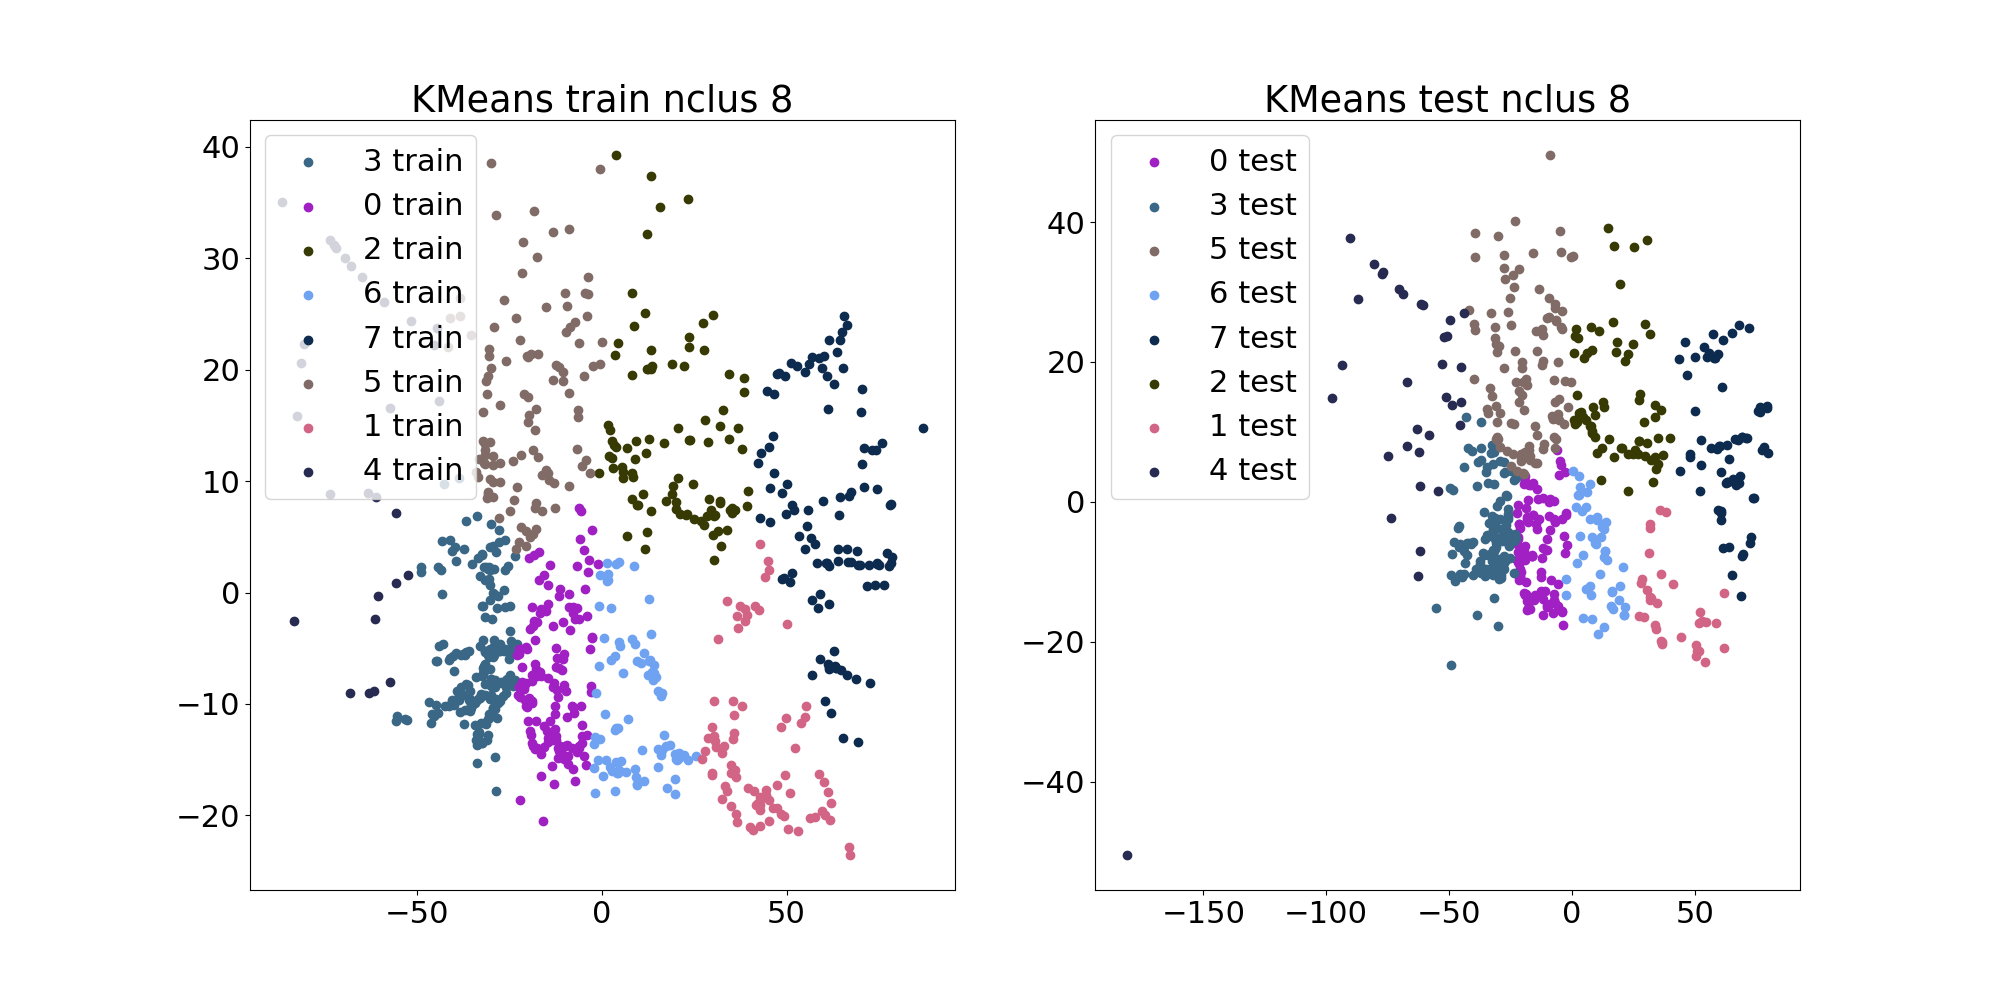 KMeans train nclus 8
40
30
20
10
0
−10
−20
−50
0
50
3 train
0 train
2 train
6 train
7 train
5 train
1 train
4 train
KMeans test nclus 8
40
20
0
−20
−40
−150
−100
−50
0
50
0 test
3 test
5 test
6 test
7 test
2 test
1 test
4 test